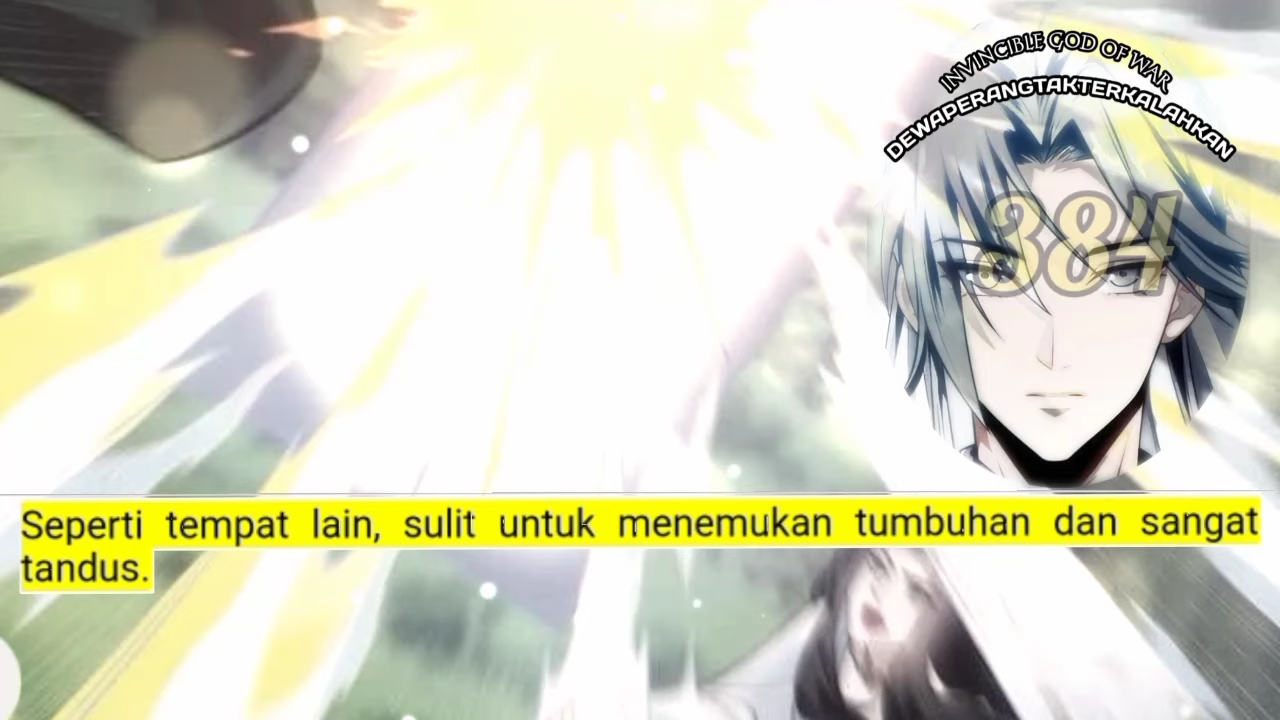 INVINCIBLE GOD OF WAR
DEWAPERANGTAKTERKALAHKAN
384
Seperti tempat lain, sulit untuk menemukan tumbuhan dan sangat
tandus.